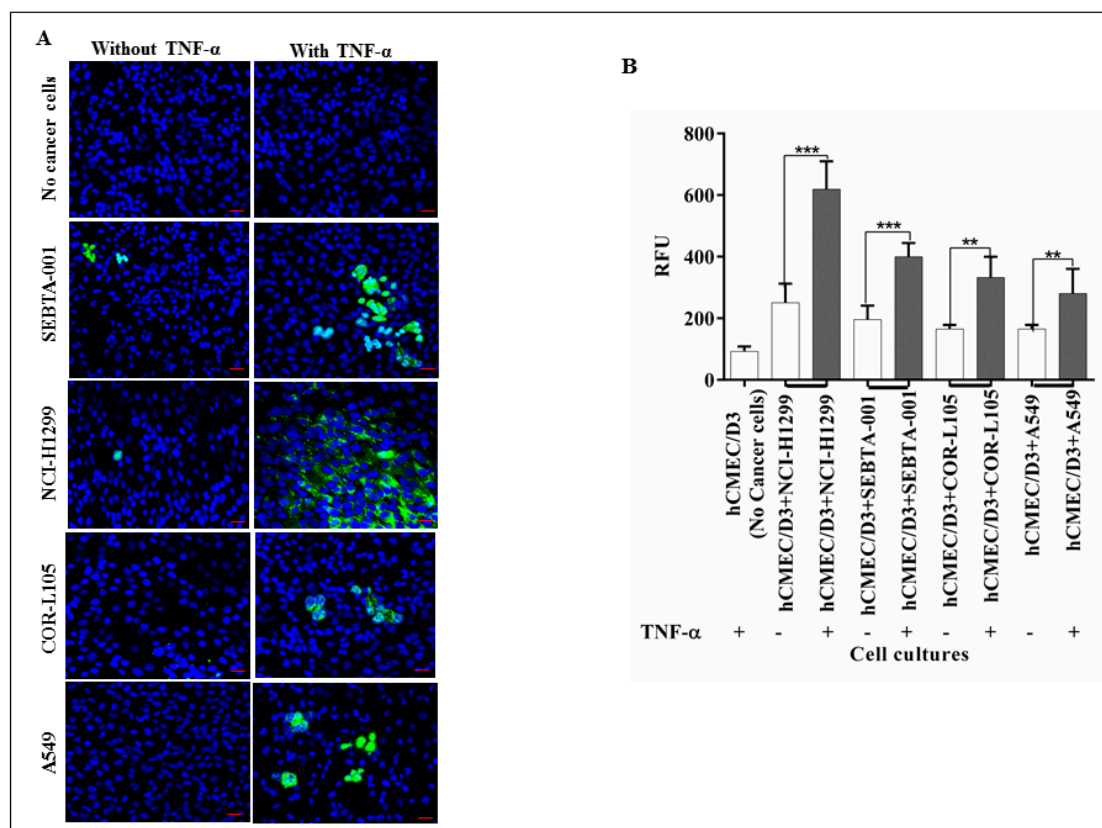 A
Without TNF-α
With TNF-α
No cancer cells
SEBTA-001
NCI-H1299
COR-L105
A549
B
800
600
400
200
0
RFU
***
***
**
**
hCMEC/D3
(No Cancer cells)
hCMEC/D3+NCI-H1299
hCMEC/D3+NCI-H1299
hCMEC/D3+SEBTA-001
hCMEC/D3+SEBTA-001
hCMEC/D3+COR-L105
hCMEC/D3+COR-L105
hCMEC/D3+A549
hCMEC/D3+A549
TNF-α + - + - + - + - +
Cell cultures